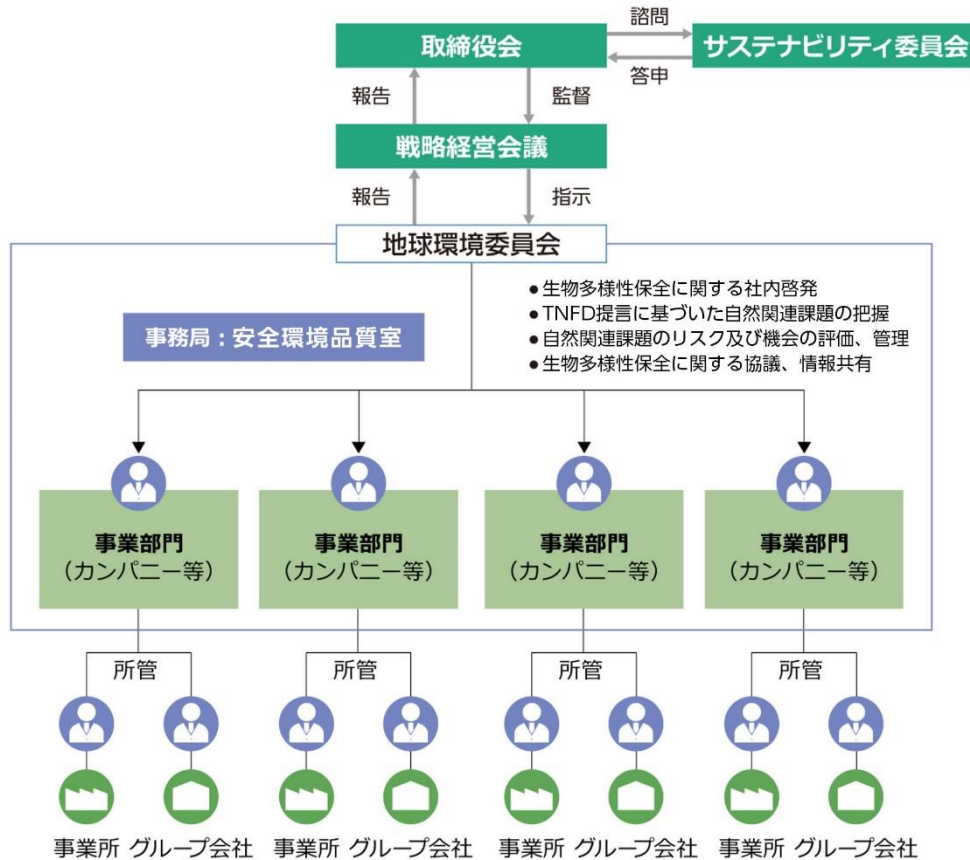 諮問
取締役会
サステナビリティ委員会
答申
報告
監督
戦略経営会議
報告
指示
地球環境委員会
●生物多様性保全に関する社内啓発
●TNFD提言に基づいた自然関連課題の把握
●自然関連課題のリスク及び機会の評価、管理
●生物多様性保全に関する協議、情報共有
事務局：安全環境品質室
事業部門
（カンパニー等）
事業部門
（カンパニー等）
事業部門
（カンパニー等）
事業部門
（カンパニー等）
所管
所管
所管
所管
事業所 グループ会社
事業所 グループ会社
事業所 グループ会社
事業所 グループ会社